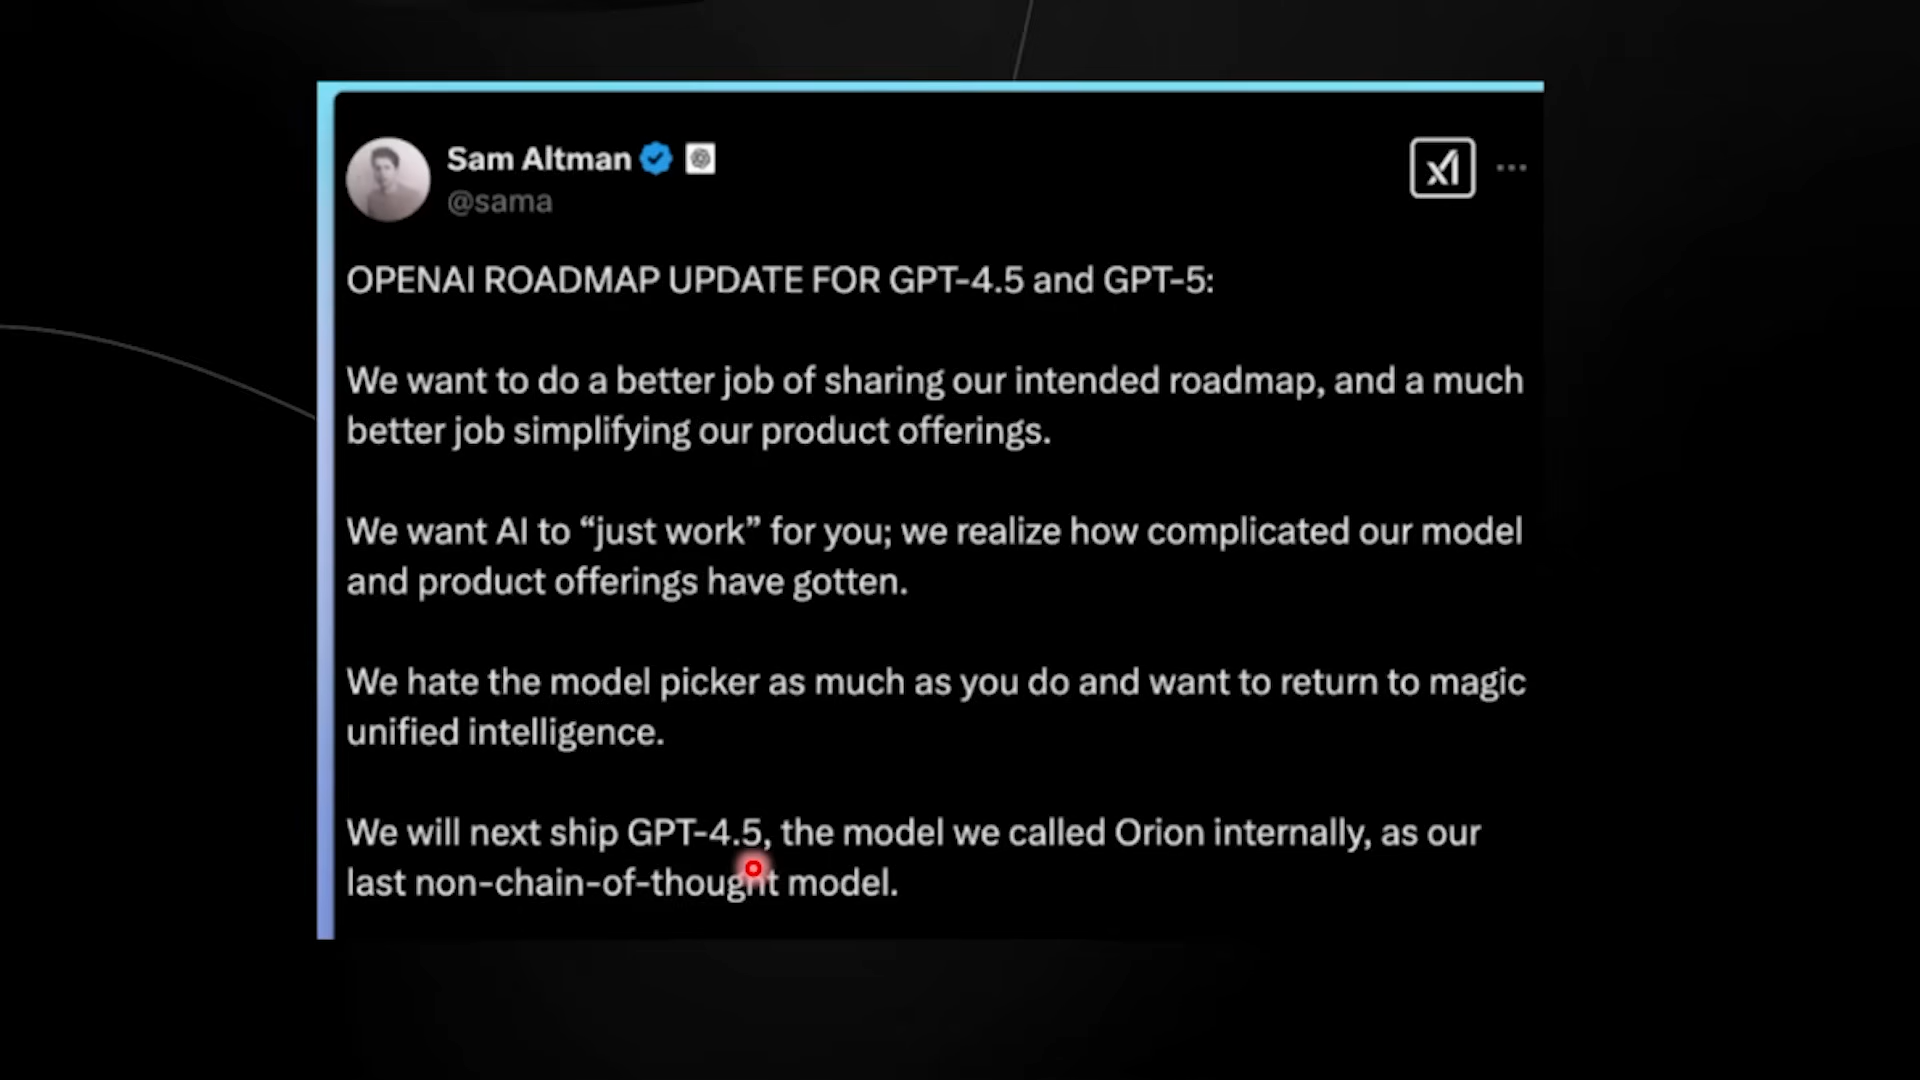 Sam Altman
@sama
OPENAI ROADMAP UPDATE FOR GPT-4.5 and GPT-5:
We want to do a better job of sharing our intended roadmap, and a much
better job simplifying our product offerings.
We want AI to “just work” for you; we realize how complicated our model
and product offerings have gotten.
We hate the model picker as much as you do and want to return to magic
unified intelligence.
We will next ship GPT-4.5, the model we called Orion internally, as our
last non-chain-of-thought model.